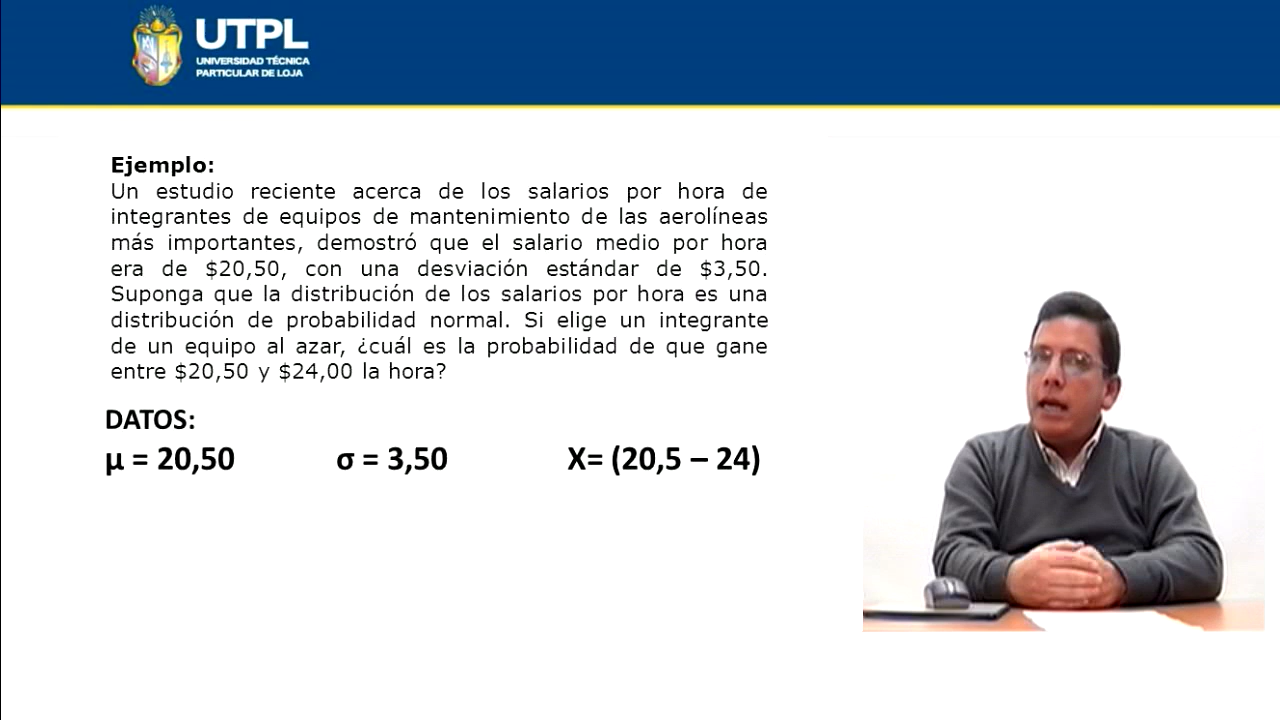 UTPL
UNIVERSIDAD TÉCNICA
PARTICULAR DE LOJA
Ejemplo:
Un estudio reciente acerca de los salarios por hora de
integrantes de equipos de mantenimiento de las aerolíneas
más importantes, demostró que el salario medio por hora
era de $20,50, con una desviación estándar de $3,50.
Suponga que la distribución de los salarios por hora es una
distribución de probabilidad normal. Si elige un integrante
de un equipo al azar, ¿cuál es la probabilidad de que gane
entre $20,50 y $24,00 la hora?
DATOS:
μ = 20,50 σ = 3,50 X= (20,5 – 24)